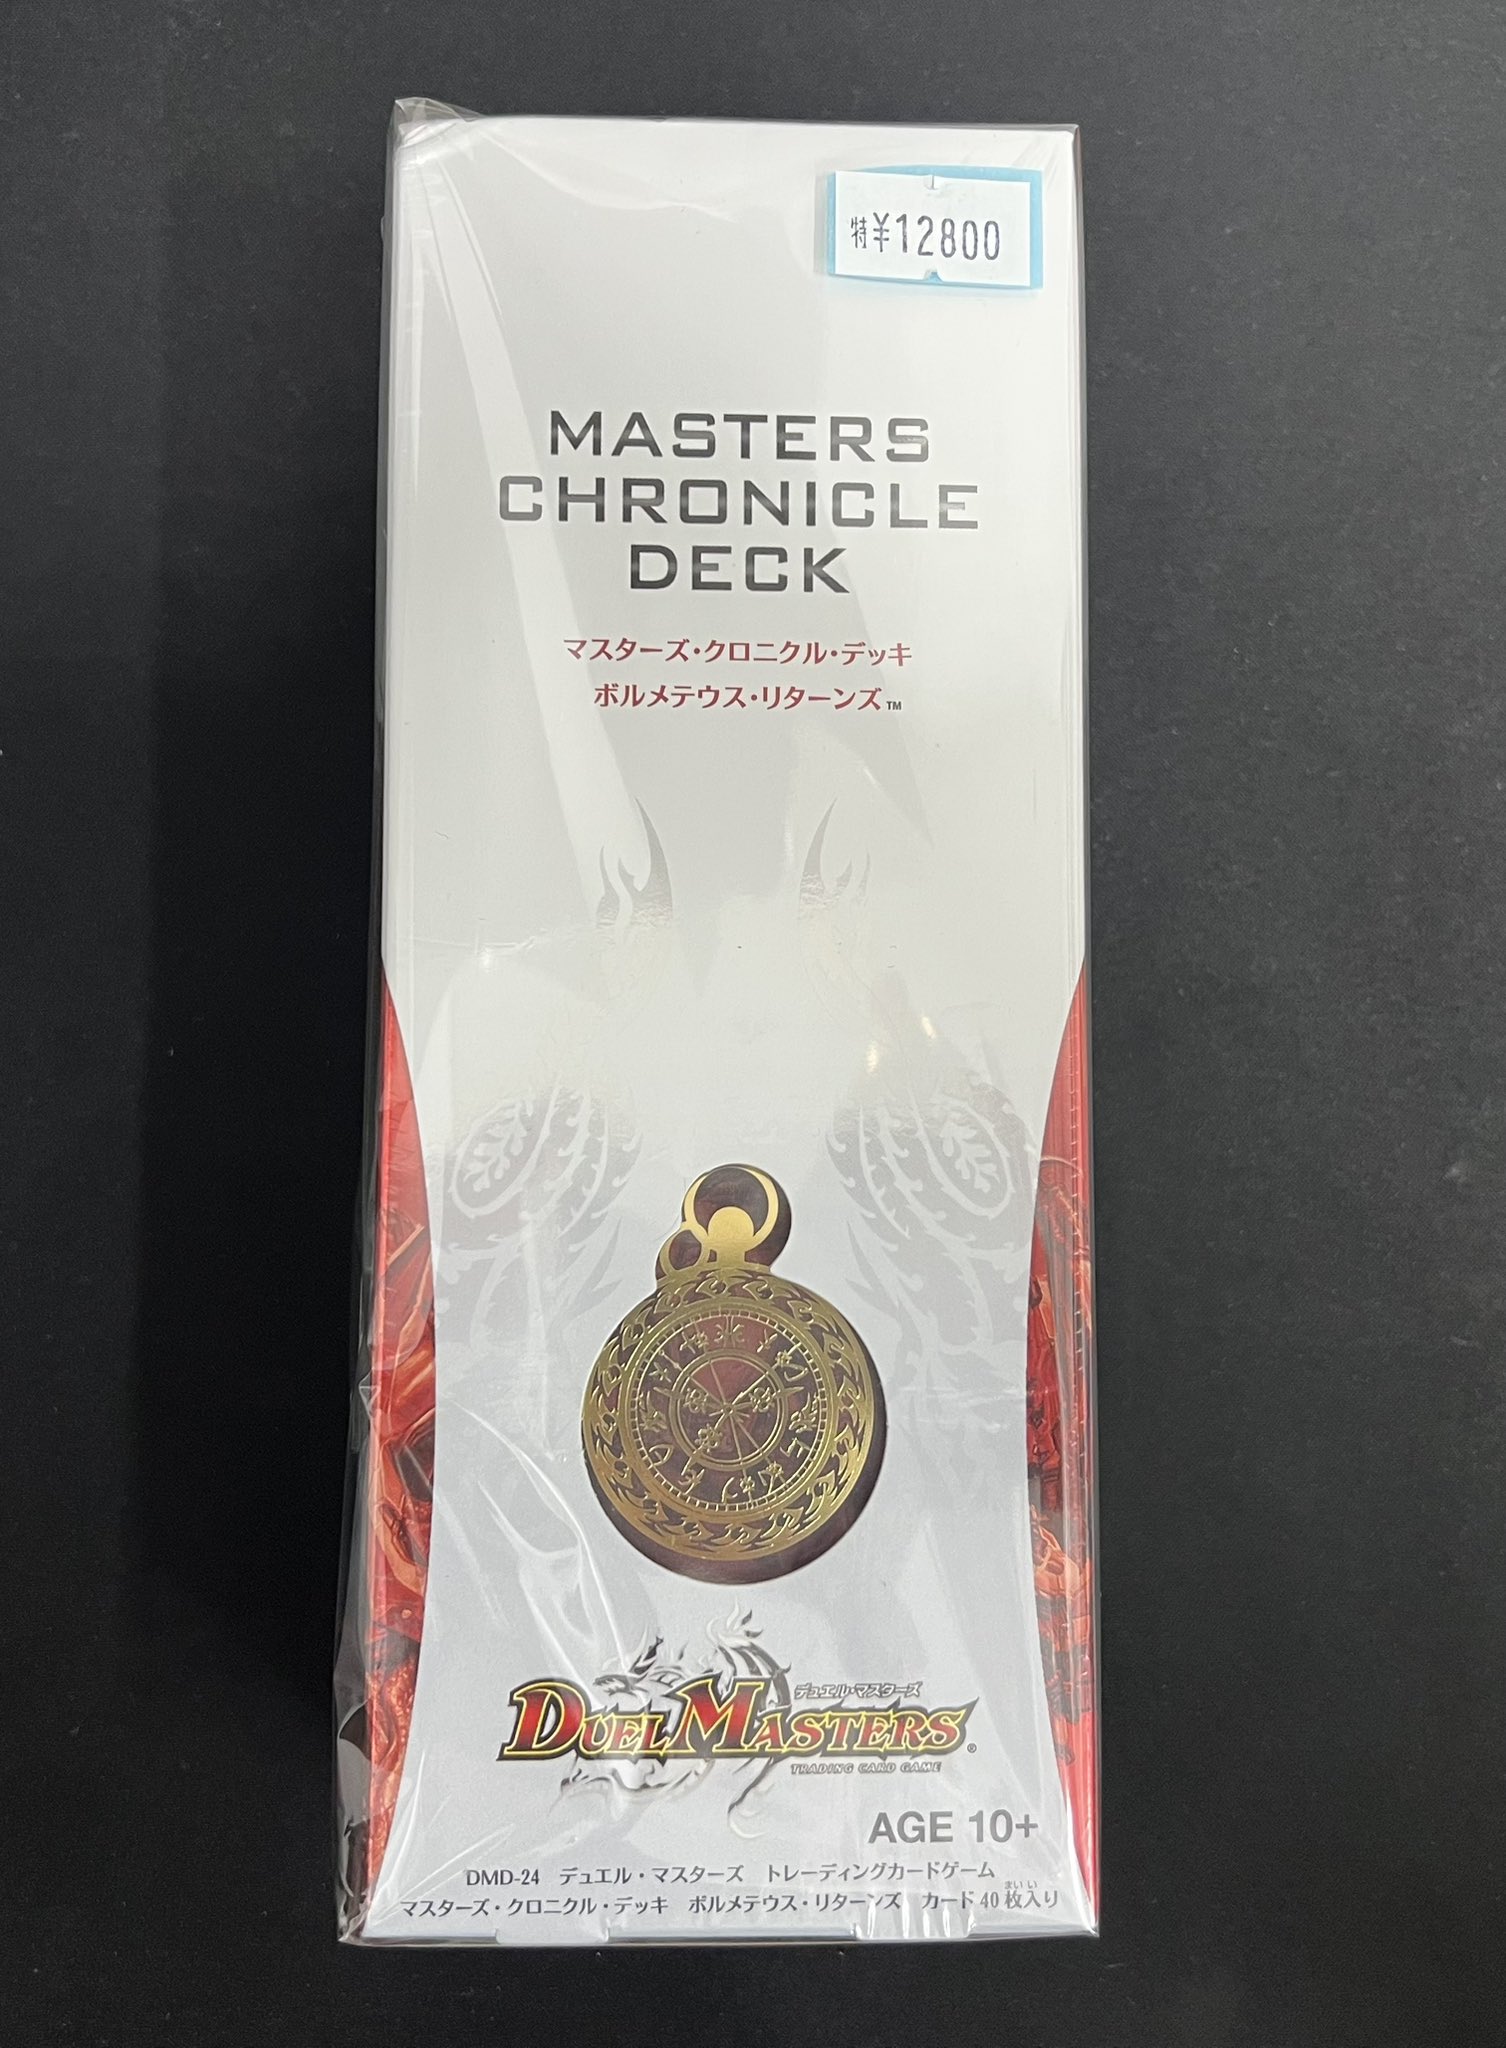 特¥12800
MASTERS
CHRONICLE
DECK
マスターズ・クロニクル・デッキ
ボルメテウス・リターンズ™
デュエル・マスターズ
DUEL MASTERS®
TRADING CARD GAME
AGE 10+
DMD-24 デュエル・マスターズ トレーディングカードゲーム
まいい
マスターズ・クロニクル・デッキ ボルメテウス・リターンズ カード40枚入り